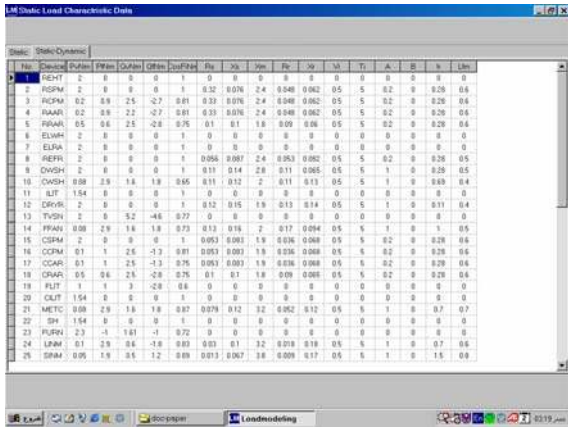 LM Static Load Charactristic Data
Static Static-Dynamic
No. Device PvNm PfNm QvNm QfNm CosFiNm Rs Xs Xm Rr Xr Vt Ti A B k Lfm
1 REHT 2 0 0 0 1 0 0 0 0 0 0 0 0 0 0 0
2 RSPM 2 0 0 0 1 0.32 0.076 2.4 0.048 0.062 0.5 5 0.2 0 0.28 0.6
3 RCPM 0.2 0.9 2.5 -2.7 0.81 0.33 0.076 2.4 0.048 0.062 0.5 5 0.2 0 0.28 0.6
4 RAAR 0.2 0.9 2.2 -2.7 0.81 0.33 0.076 2.4 0.048 0.062 0.5 5 0.2 0 0.28 0.6
5 RRAR 0.5 0.6 2.5 -2.8 0.75 0.1 0.1 1.8 0.09 0.06 0.5 5 0.2 0 0.28 0.6
6 ELWH 2 0 0 0 1 0 0 0 0 0 0 0 0 0 0 0
7 ELRA 2 0 0 0 1 0 0 0 0 0 0 0 0 0 0 0
8 REFR 2 0 0 0 1 0.056 0.087 2.4 0.053 0.082 0.5 5 0.2 0 0.28 0.5
9 DWSH 2 0 0 0 1 0.11 0.14 2.8 0.11 0.065 0.5 5 1 0 0.28 0.5
10 CWSH 0.08 2.9 1.6 1.8 0.65 0.11 0.12 2 0.11 0.13 0.5 5 1 0 0.69 0.4
11 ILIT 1.54 0 0 0 1 0 0 0 0 0 0 0 0 0 0 0
12 DRYR 2 0 0 0 1 0.12 0.15 1.9 0.13 0.14 0.5 5 1 0 0.11 0.4
13 TVSN 2 0 5.2 -4.6 0.77 0 0 0 0 0 0 0 0 0 0 0
14 FFAN 0.08 2.9 1.6 1.8 0.73 0.13 0.16 2 0.17 0.094 0.5 5 1 0 1 0.5
15 CSPM 2 0 0 0 1 0.053 0.083 1.9 0.036 0.068 0.5 5 0.2 0 0.28 0.6
16 CCPM 0.1 1 2.5 -1.3 0.81 0.053 0.083 1.9 0.036 0.068 0.5 5 0.2 0 0.28 0.6
17 CCAR 0.1 1 2.5 -1.3 0.75 0.053 0.083 1.9 0.036 0.068 0.5 5 0.2 0 0.28 0.6
18 CRAR 0.5 0.6 2.5 -2.8 0.75 0.1 0.1 1.8 0.09 0.065 0.5 5 0.2 0 0.28 0.6
19 FLIT 1 1 3 -2.8 0.6 0 0 0 0 0 0 0 0 0 0 0
20 OILIT 1.54 0 0 0 1 0 0 0 0 0 0 0 0 0 0 0
21 METC 0.08 2.9 1.6 1.8 0.87 0.079 0.12 3.2 0.052 0.12 0.5 5 1 0 0.7 0.7
22 SH 1.54 0 0 0 1 0 0 0 0 0 0 0 0 0 0 0
23 FURN 2.3 -1 1.61 -1 0.72 0 0 0 0 0 0 0 0 0 0 0
24 LINM 0.1 2.9 0.6 -1.8 0.83 0.03 0.1 3.2 0.018 0.18 0.5 5 1 0 0.7 0.6
25 SINM 0.05 1.9 0.5 1.2 0.89 0.013 0.067 3.8 0.009 0.17 0.5 5 1 0 1.5 0.8
doc-paper LM Loadmodeling En 03:19